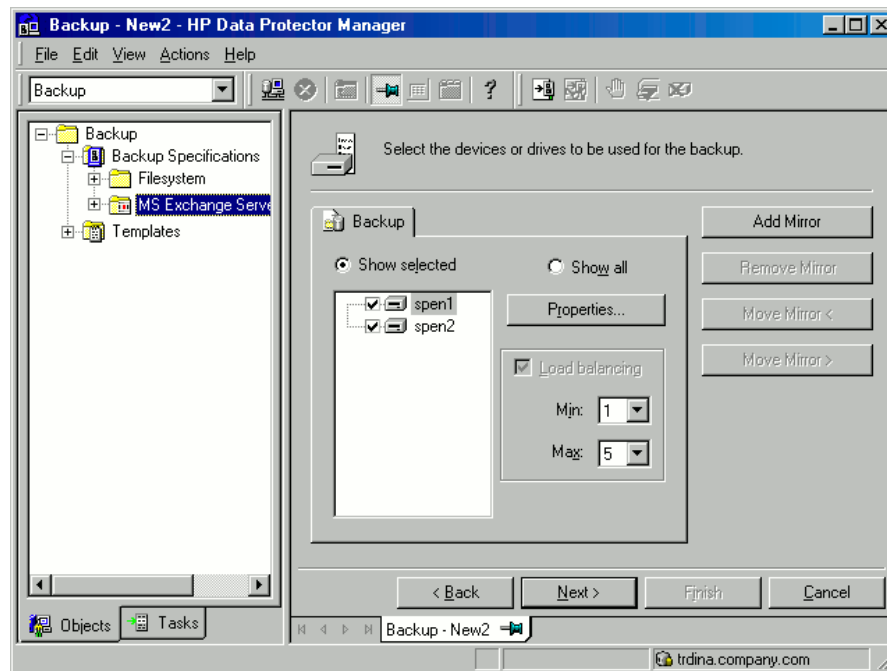 Backup - New2 - HP Data Protector Manager
File Edit View Actions Help
Backup
?
Backup
Backup Specifications
Filesystem
MS Exchange Serve
Templates
Objects
Tasks
Select the devices or drives to be used for the backup.
Backup
Show selected
Show all
spen1
spen2
Properties...
Load balancing
Min: 1
Max: 5
Add Mirror
Remove Mirror
Move Mirror <
Move Mirror >
< Back
Next >
Finish
Cancel
Backup - New2
trdina.company.com